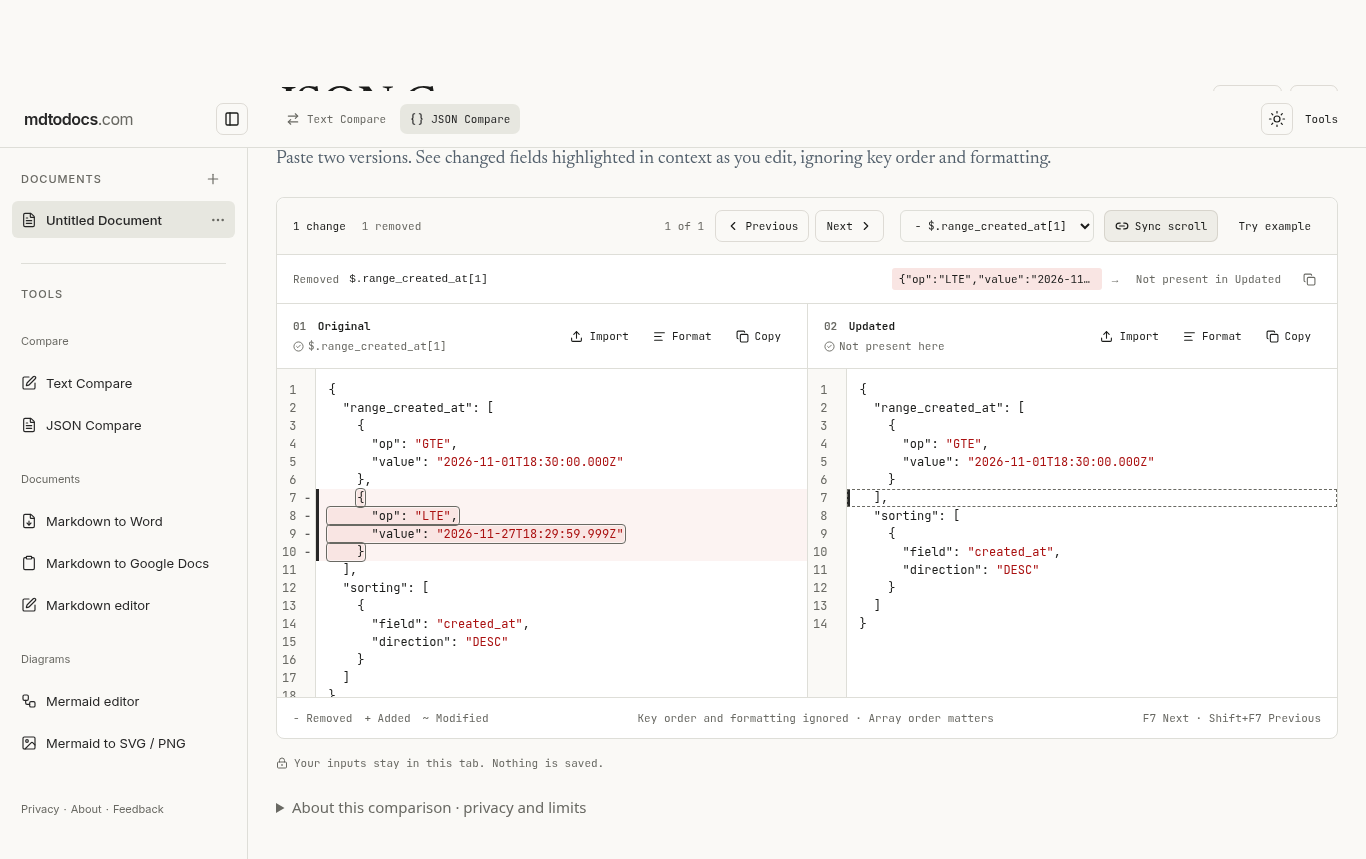 mdtodocs.com
Text Compare
{} JSON Compare
Tools
DOCUMENTS
Untitled Document
TOOLS
Compare
Text Compare
JSON Compare
Documents
Markdown to Word
Markdown to Google Docs
Markdown editor
Diagrams
Mermaid editor
Mermaid to SVG / PNG
Privacy · About · Feedback
Paste two versions. See changed fields highlighted in context as you edit, ignoring key order and formatting.
1 change 1 removed
1 of 1
Previous
Next
- $.range_created_at[1]
Sync scroll
Try example
Removed $.range_created_at[1]
{"op":"LTE","value":"2026-11… → Not present in Updated
01 Original
$.range_created_at[1]
Import
Format
Copy
1 {
2 "range_created_at": [
3 {
4 "op": "GTE",
5 "value": "2026-11-01T18:30:00.000Z"
6 },
7 - {
8 - "op": "LTE",
9 - "value": "2026-11-27T18:29:59.999Z"
10 - }
11 ],
12 "sorting": [
13 {
14 "field": "created_at",
15 "direction": "DESC"
16 }
17 ]
18 }
02 Updated
Not present here
Import
Format
Copy
1 {
2 "range_created_at": [
3 {
4 "op": "GTE",
5 "value": "2026-11-01T18:30:00.000Z"
6 }
7 ],
8 "sorting": [
9 {
10 "field": "created_at",
11 "direction": "DESC"
12 }
13 ]
14 }
- Removed + Added ~ Modified
Key order and formatting ignored · Array order matters
F7 Next · Shift+F7 Previous
Your inputs stay in this tab. Nothing is saved.
About this comparison · privacy and limits